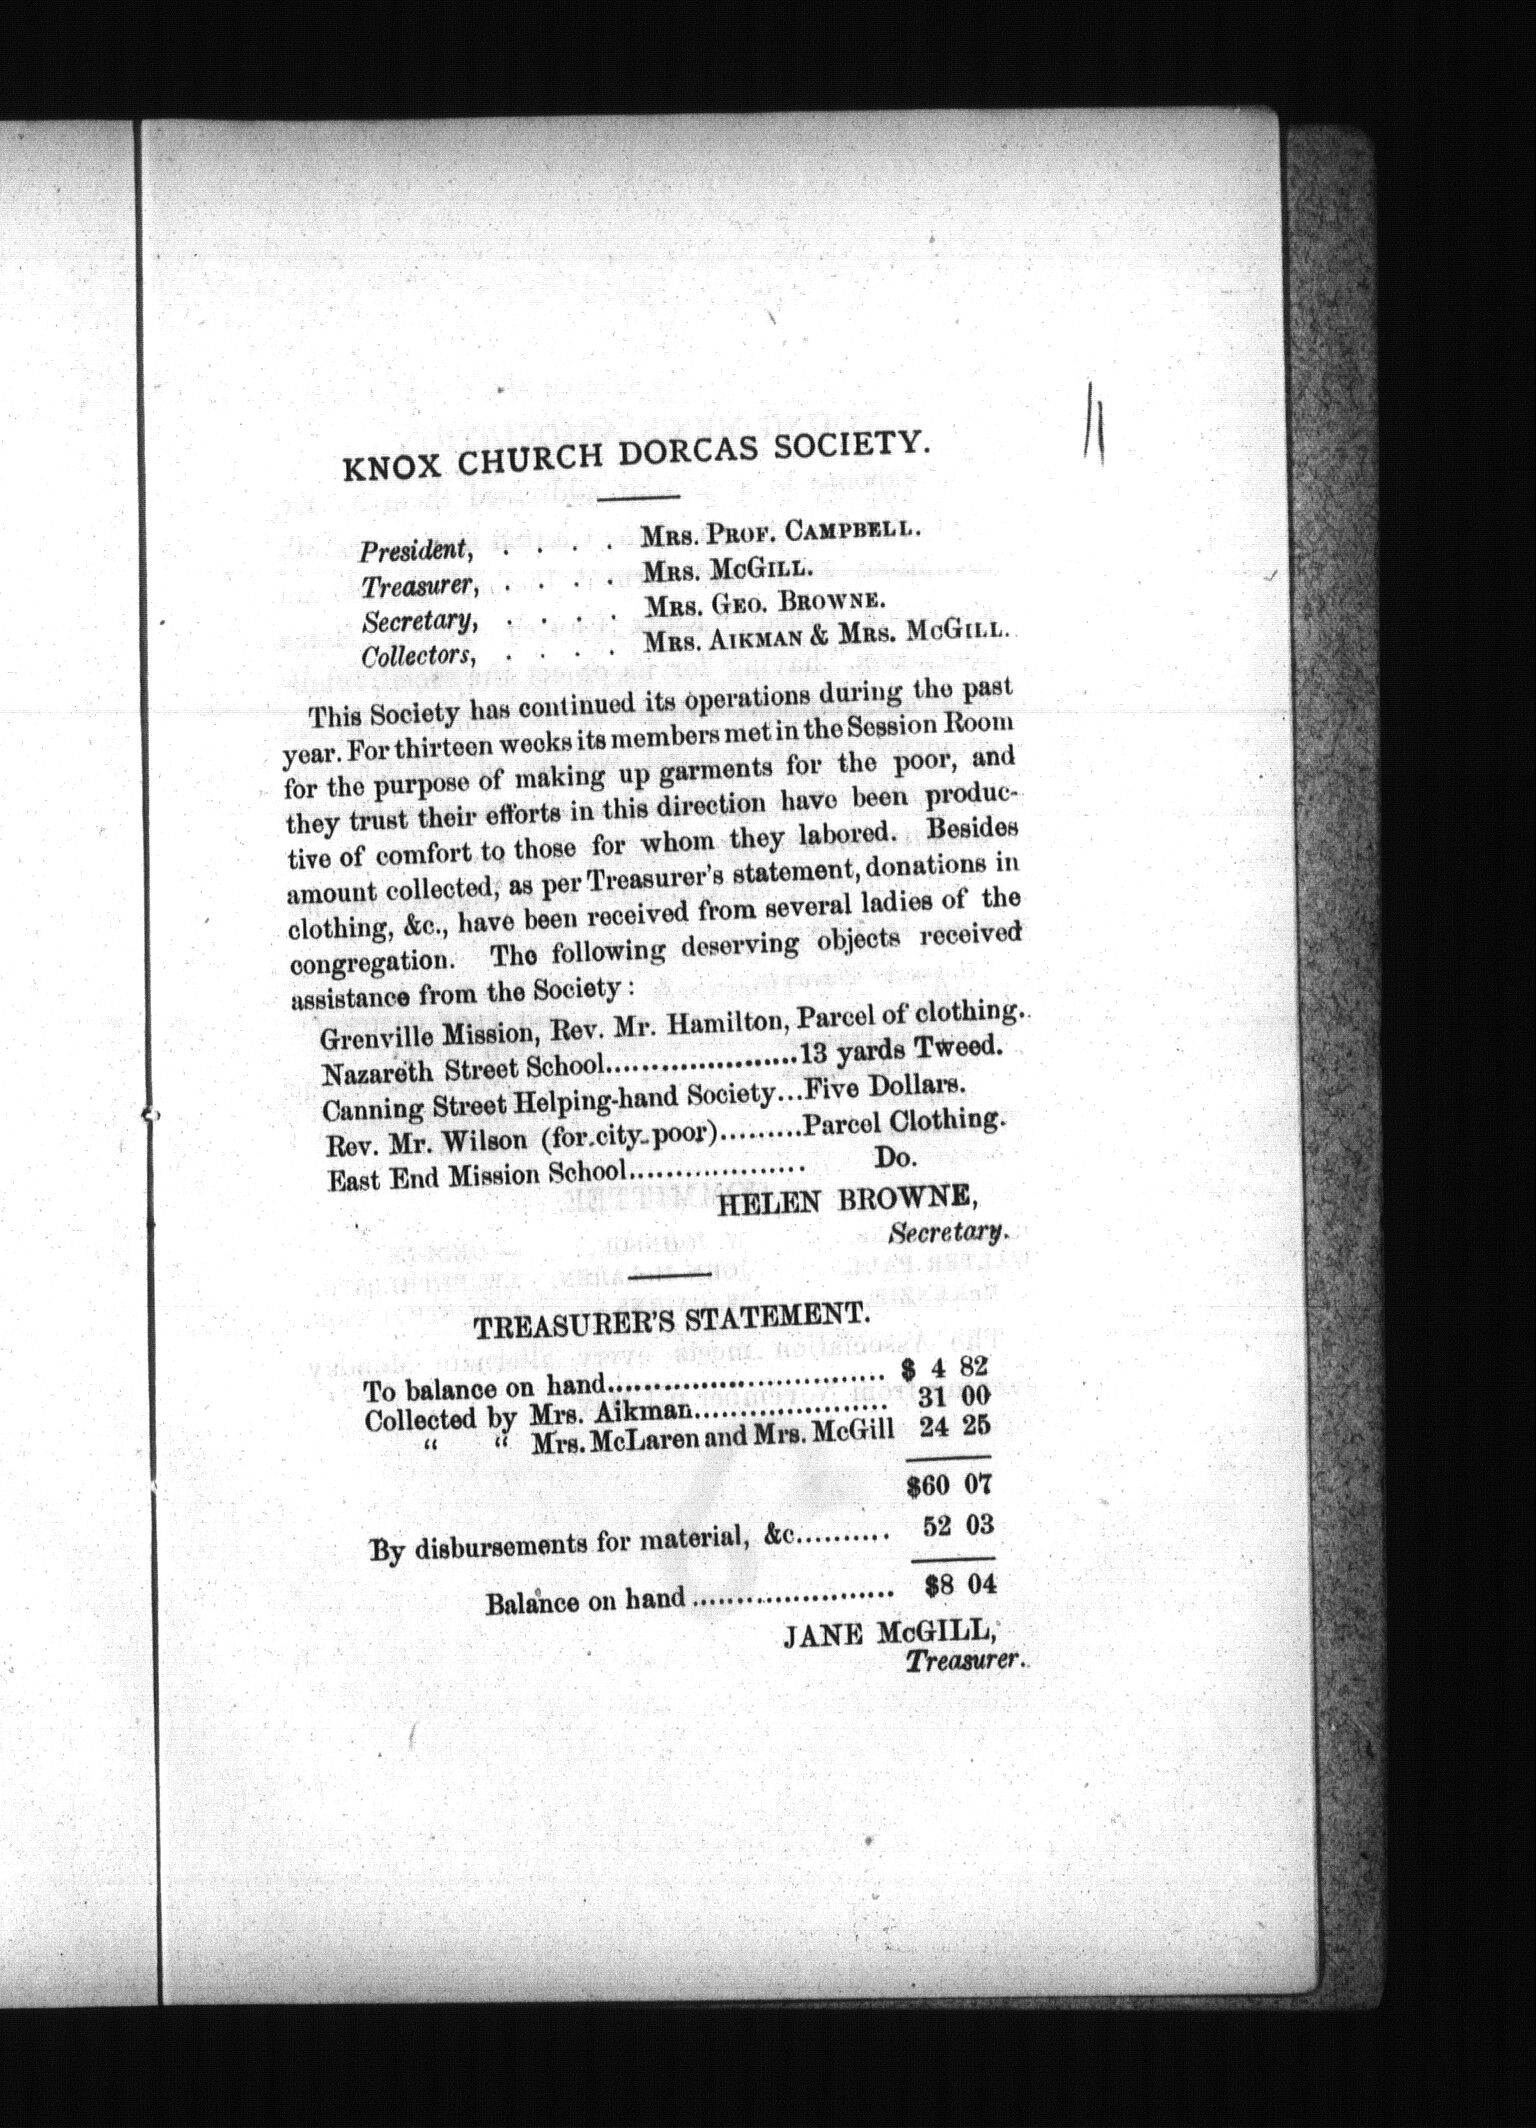 11
KNOX CHURCH DORCAS SOCIETY.
President, . . . . MRS. PROF. CAMPBELL.
Treasurer, . . . . MRS. McGILL.
Secretary, . . . . MRS. GEO. BROWNE.
Collectors, . . . . MRS. AIKMAN & MRS. McGILL.
This Society has continued its operations during the past
year. For thirteen weeks its members met in the Session Room
for the purpose of making up garments for the poor, and
they trust their efforts in this direction have been produc-
tive of comfort to those for whom they labored. Besides
amount collected, as per Treasurer's statement, donations in
clothing, &c., have been received from several ladies of the
congregation. The following deserving objects received
assistance from the Society:
Grenville Mission, Rev. Mr. Hamilton, Parcel of clothing.
Nazareth Street School.....................13 yards Tweed.
Canning Street Helping-hand Society...Five Dollars.
Rev. Mr. Wilson (for city poor).........Parcel Clothing.
East End Mission School................... Do.
HELEN BROWNE,
Secretary.
TREASURER'S STATEMENT.
To balance on hand.............................. $ 4 82
Collected by Mrs. Aikman..................... 31 00
" " Mrs. McLaren and Mrs. McGill 24 25
$60 07
By disbursements for material, &c.......... 52 03
Balance on hand...................... $8 04
JANE McGILL,
Treasurer.